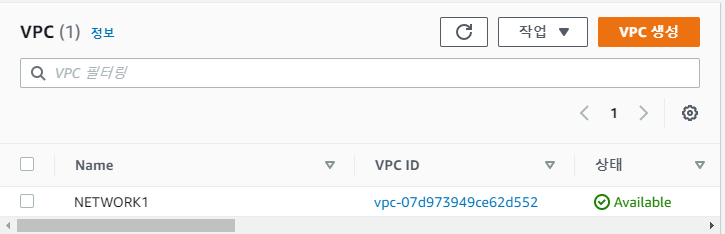 VPC (1) 정보
작업 VPC 생성
VPC 필터링
1
Name VPC ID 상태
NETWORK1 vpc-07d973949ce62d552 Available